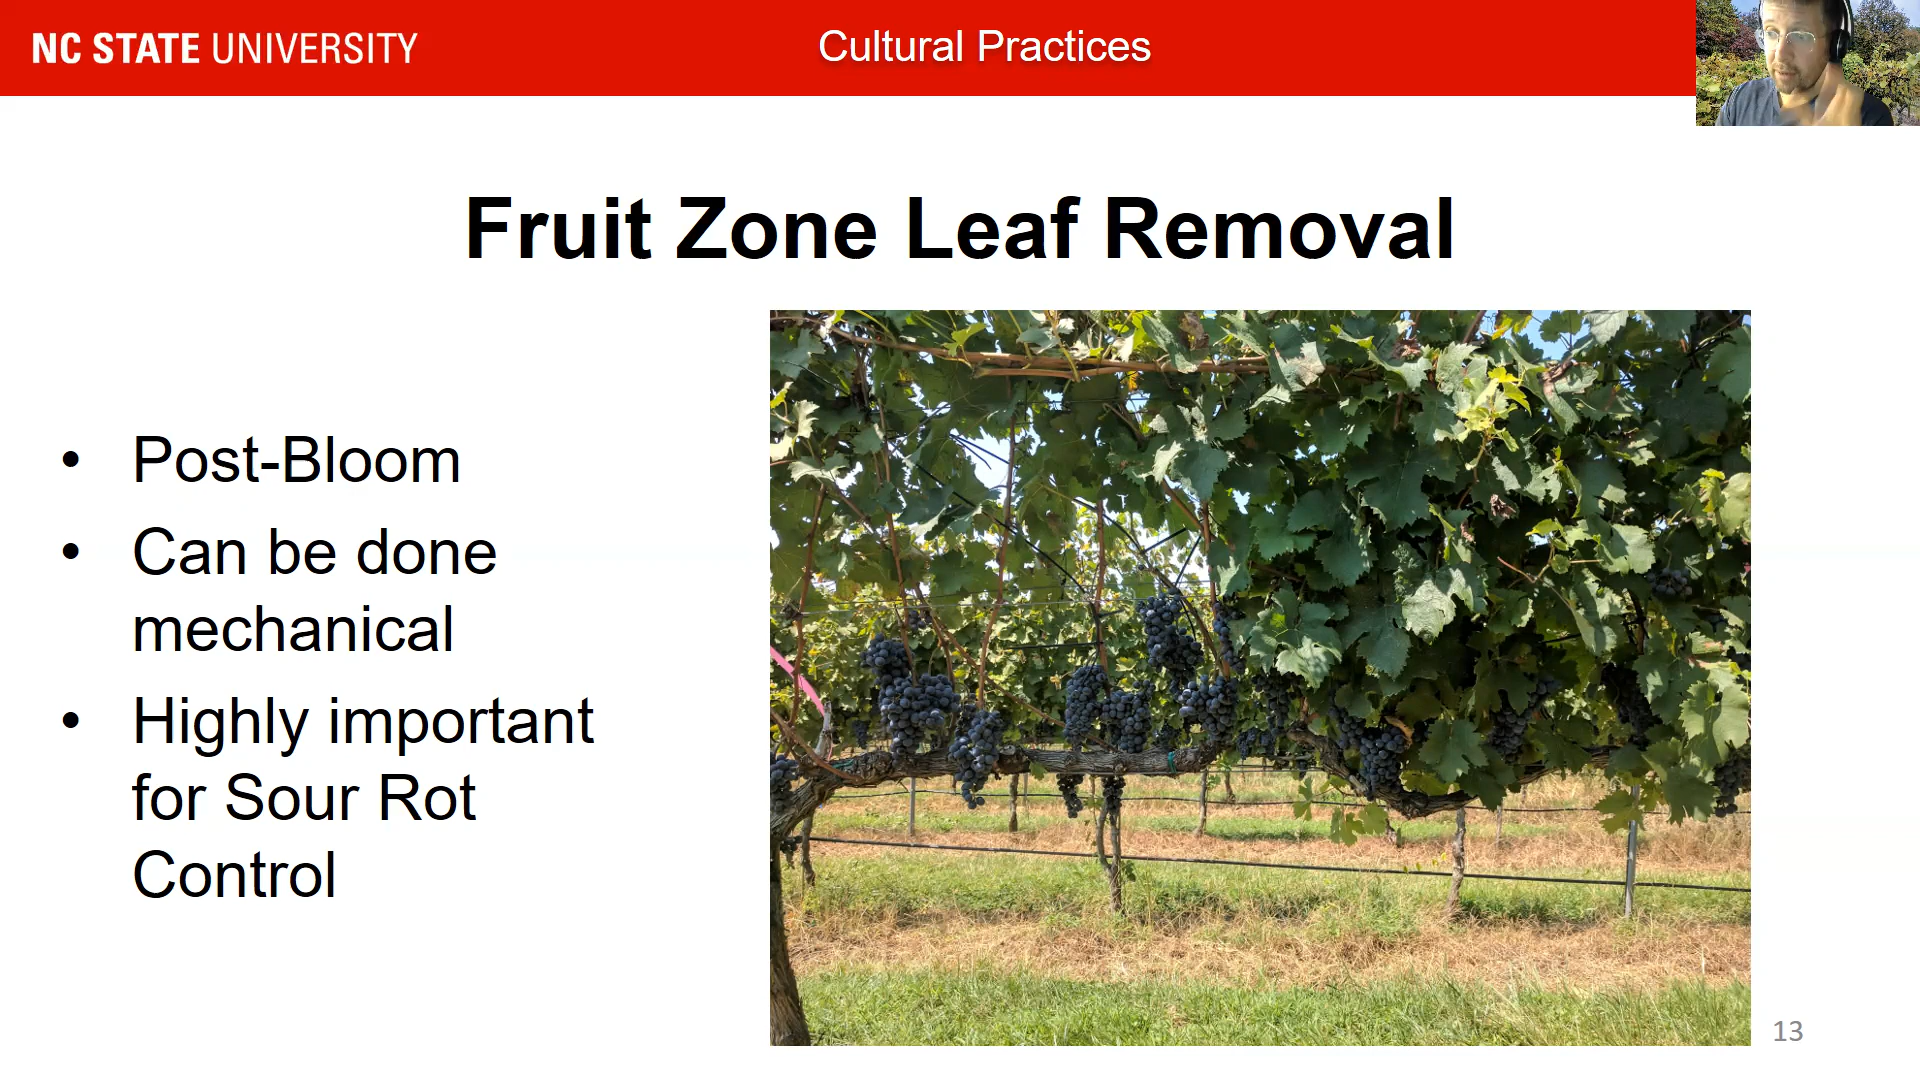 NC STATE UNIVERSITY
Cultural Practices
Fruit Zone Leaf Removal
• Post-Bloom
• Can be done
mechanical
• Highly important
for Sour Rot
Control
13